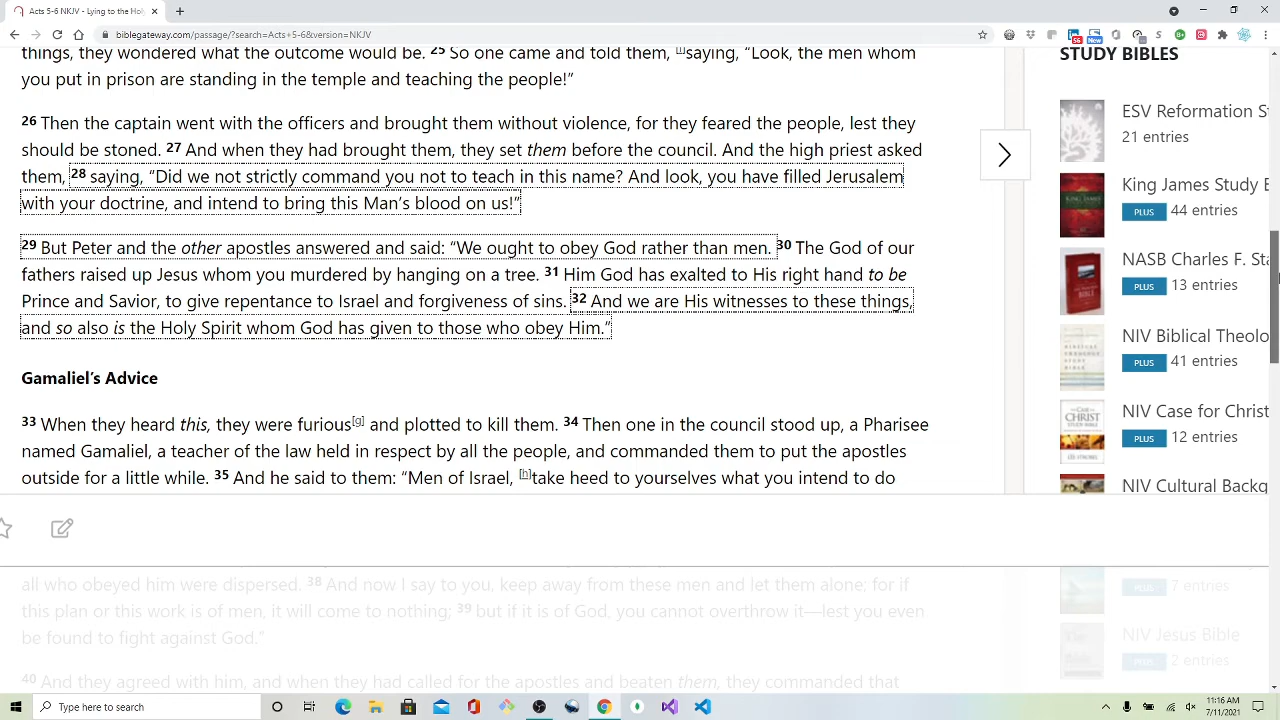 Acts 5-6 NKJV - Lying to the Hol
biblegateway.com/passage/?search=Acts+5-6&version=NKJV
56
New
things, they wondered what the outcome would be. 25 So one came and told them, [f]saying, “Look, the men whom
you put in prison are standing in the temple and teaching the people!”
26 Then the captain went with the officers and brought them without violence, for they feared the people, lest they
should be stoned. 27 And when they had brought them, they set them before the council. And the high priest asked
them, 28 saying, “Did we not strictly command you not to teach in this name? And look, you have filled Jerusalem
with your doctrine, and intend to bring this Man’s blood on us!”
29 But Peter and the other apostles answered and said: “We ought to obey God rather than men. 30 The God of our
fathers raised up Jesus whom you murdered by hanging on a tree. 31 Him God has exalted to His right hand to be
Prince and Savior, to give repentance to Israel and forgiveness of sins. 32 And we are His witnesses to these things,
and so also is the Holy Spirit whom God has given to those who obey Him.”
Gamaliel’s Advice
33 When they heard this, they were furious[g] and plotted to kill them. 34 Then one in the council stood up, a Pharisee
named Gamaliel, a teacher of the law held in respect by all the people, and commanded them to put the apostles
outside for a little while. 35 And he said to them: “Men of Israel, [h]take heed to yourselves what you intend to do
all who obeyed him were dispersed. 38 And now I say to you, keep away from these men and let them alone; for if
this plan or this work is of men, it will come to nothing; 39 but if it is of God, you cannot overthrow it—lest you even
be found to fight against God.”
40 And they agreed with him, and when they had called for the apostles and beaten them, they commanded that
STUDY BIBLES
ESV Reformation St
21 entries
King James Study B
PLUS 44 entries
NASB Charles F. Sta
PLUS 13 entries
NIV Biblical Theolo
PLUS 41 entries
NIV Case for Christ
PLUS 12 entries
NIV Cultural Backg
PLUS 7 entries
NIV Jesus Bible
PLUS 2 entries
Type here to search
11:16 AM
7/11/2021